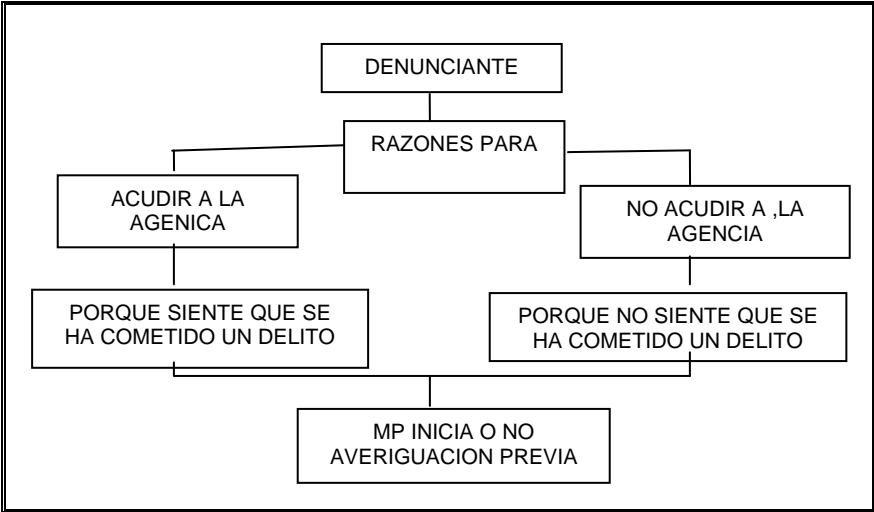 DENUNCIANTE
RAZONES PARA
ACUDIR A LA
AGENICA
NO ACUDIR A ,LA
AGENCIA
PORQUE SIENTE QUE SE
HA COMETIDO UN DELITO
PORQUE NO SIENTE QUE SE
HA COMETIDO UN DELITO
MP INICIA O NO
AVERIGUACION PREVIA